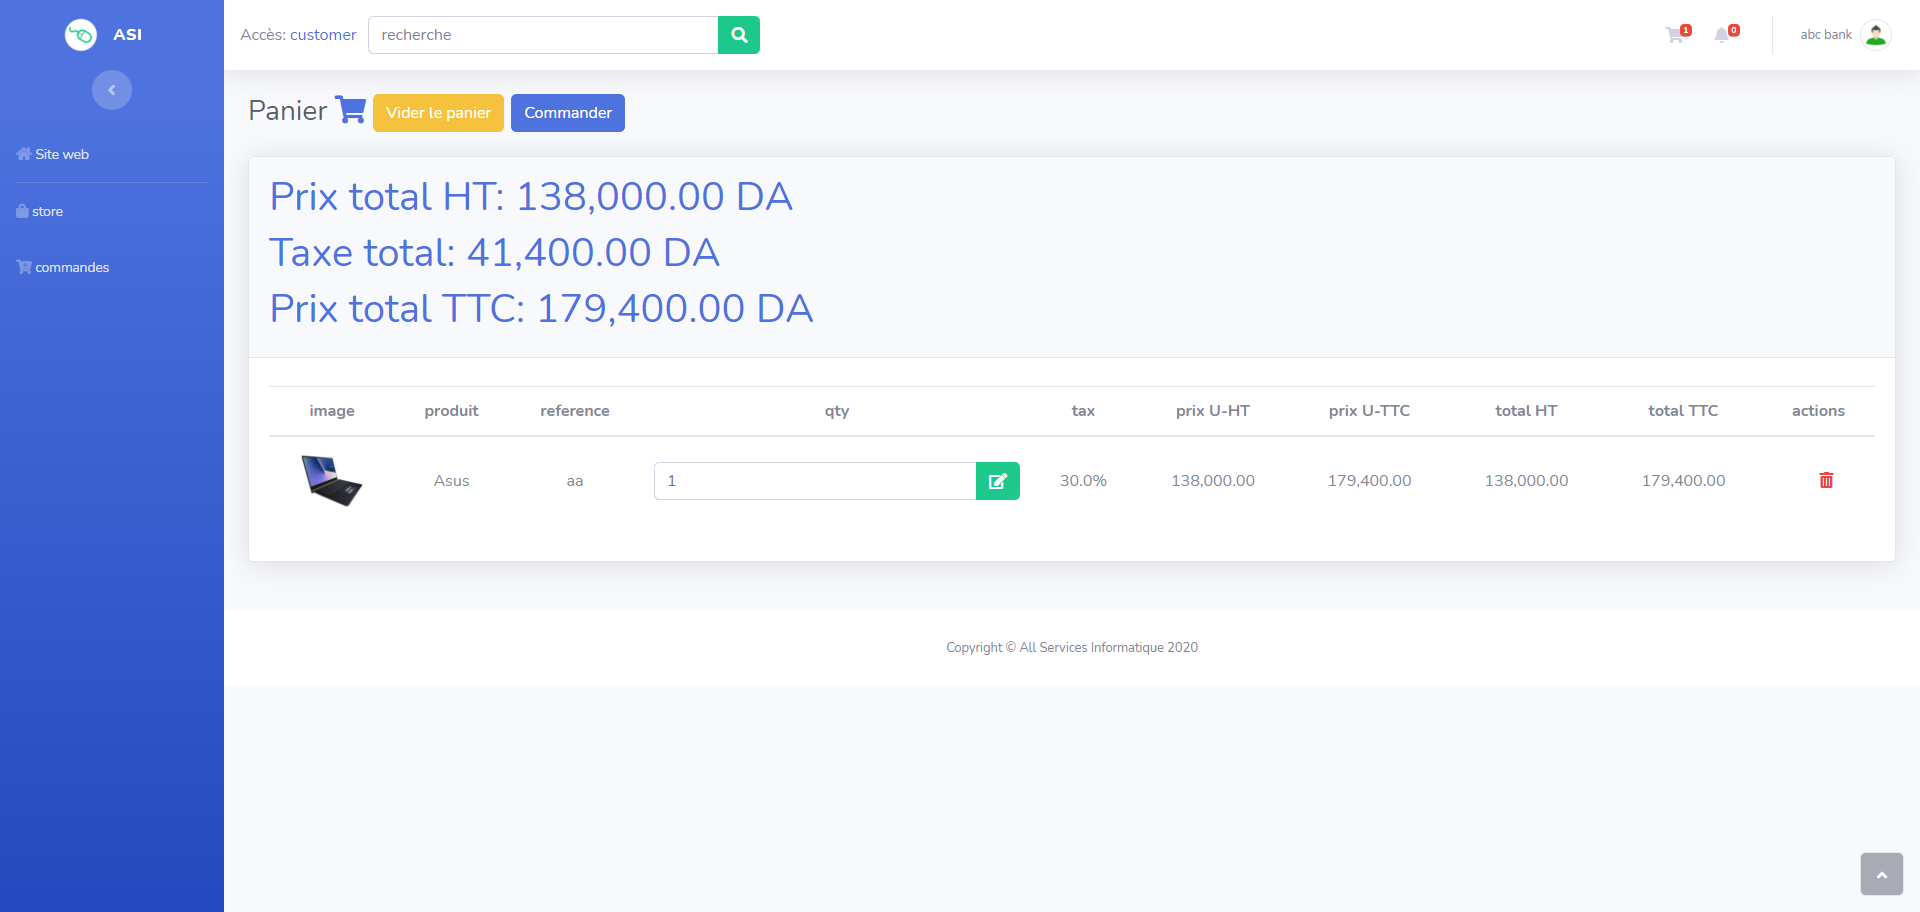 ASI
Accès: customer
recherche
1
0
abc bank
Site web
store
commandes
Panier
Vider le panier
Commander
Prix total HT: 138,000.00 DA
Taxe total: 41,400.00 DA
Prix total TTC: 179,400.00 DA
image produit reference qty tax prix U-HT prix U-TTC total HT total TTC actions
Asus aa 1 30.0% 138,000.00 179,400.00 138,000.00 179,400.00
Copyright © All Services Informatique 2020